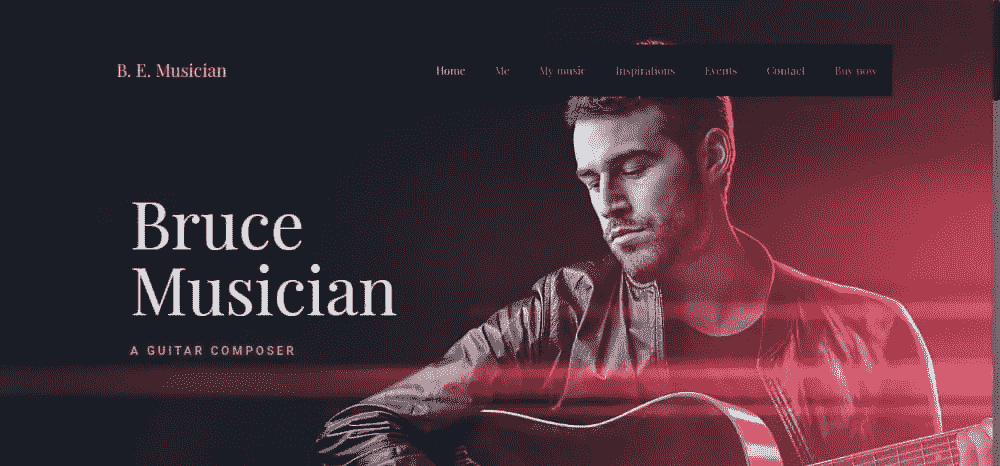 B. E. Musician
Home Me My music Inspirations Events Contact Buy now
Bruce
Musician
A GUITAR COMPOSER